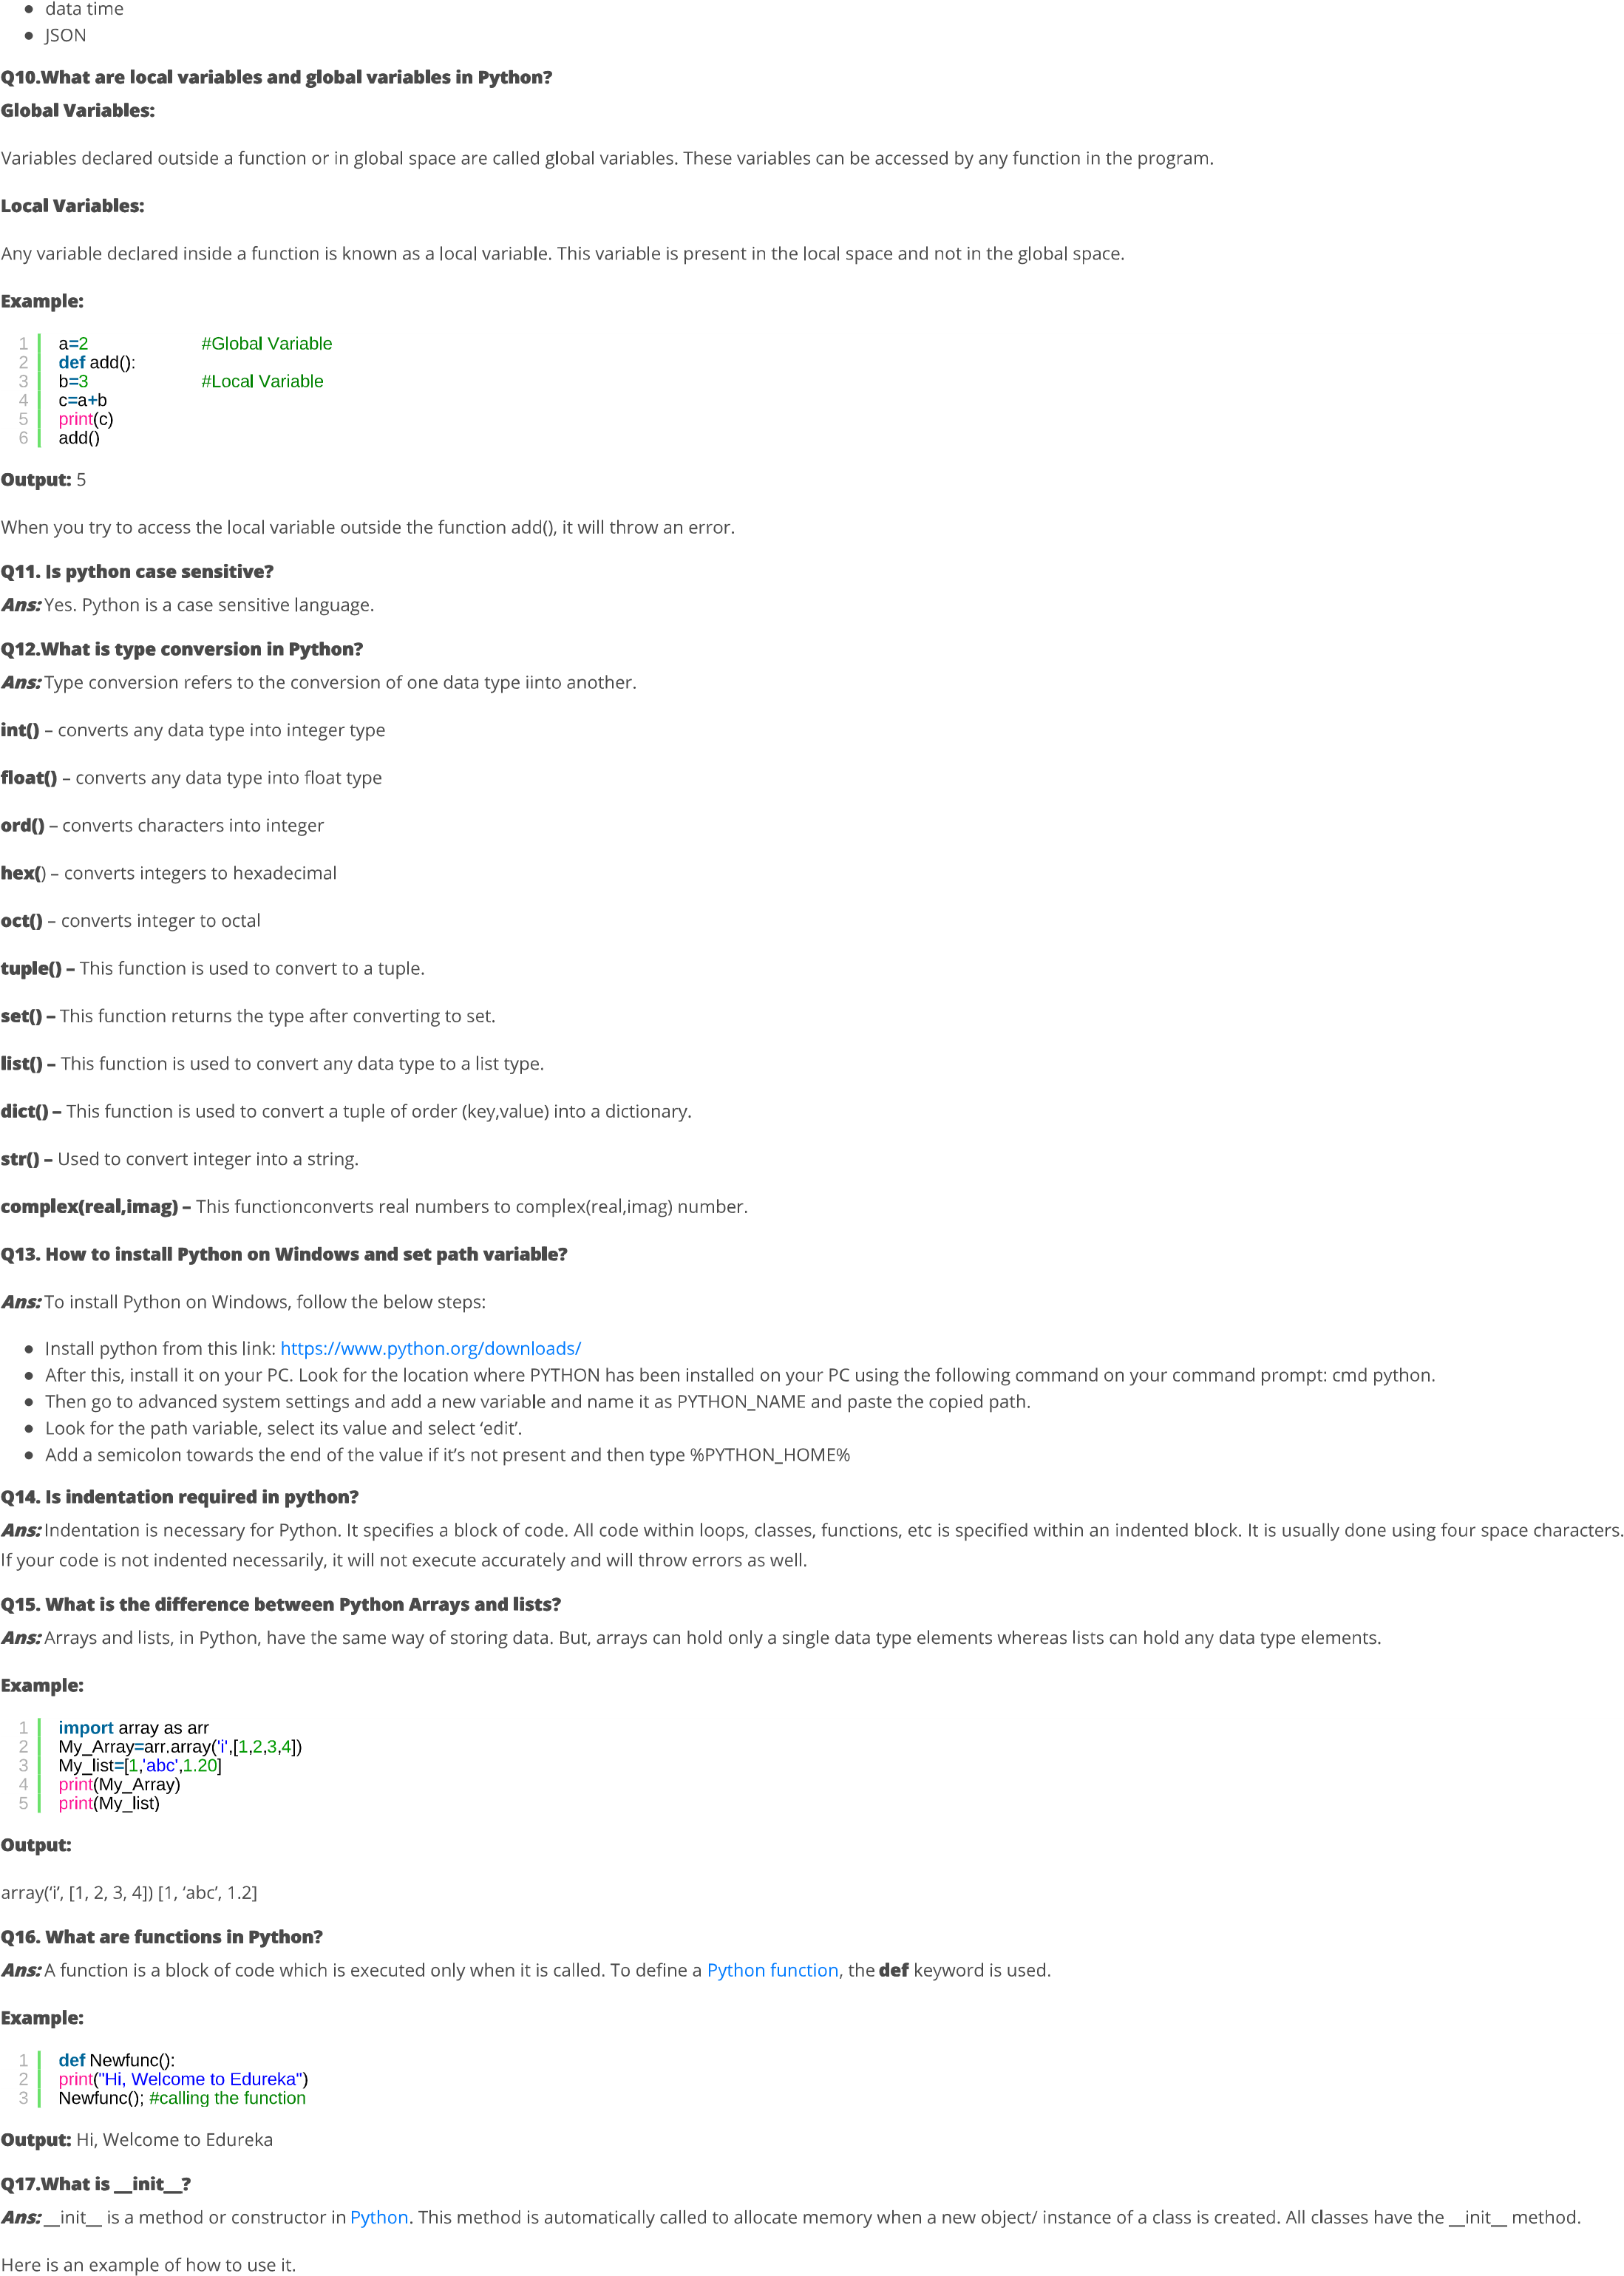 ● data time
● JSON
Q10.What are local variables and global variables in Python?
Global Variables:
Variables declared outside a function or in global space are called global variables. These variables can be accessed by any function in the program.
Local Variables:
Any variable declared inside a function is known as a local variable. This variable is present in the local space and not in the global space.
Example:
1 a=2 #Global Variable
2 def add():
3 b=3 #Local Variable
4 c=a+b
5 print(c)
6 add()
Output: 5
When you try to access the local variable outside the function add(), it will throw an error.
Q11. Is python case sensitive?
Ans: Yes. Python is a case sensitive language.
Q12.What is type conversion in Python?
Ans: Type conversion refers to the conversion of one data type iinto another.
int() – converts any data type into integer type
float() – converts any data type into float type
ord() – converts characters into integer
hex() – converts integers to hexadecimal
oct() – converts integer to octal
tuple() – This function is used to convert to a tuple.
set() – This function returns the type after converting to set.
list() – This function is used to convert any data type to a list type.
dict() – This function is used to convert a tuple of order (key,value) into a dictionary.
str() – Used to convert integer into a string.
complex(real,imag) – This functionconverts real numbers to complex(real,imag) number.
Q13. How to install Python on Windows and set path variable?
Ans: To install Python on Windows, follow the below steps:
● Install python from this link: https://www.python.org/downloads/
● After this, install it on your PC. Look for the location where PYTHON has been installed on your PC using the following command on your command prompt: cmd python.
● Then go to advanced system settings and add a new variable and name it as PYTHON_NAME and paste the copied path.
● Look for the path variable, select its value and select ‘edit’.
● Add a semicolon towards the end of the value if it’s not present and then type %PYTHON_HOME%
Q14. Is indentation required in python?
Ans: Indentation is necessary for Python. It specifies a block of code. All code within loops, classes, functions, etc is specified within an indented block. It is usually done using four space characters.
If your code is not indented necessarily, it will not execute accurately and will throw errors as well.
Q15. What is the difference between Python Arrays and lists?
Ans: Arrays and lists, in Python, have the same way of storing data. But, arrays can hold only a single data type elements whereas lists can hold any data type elements.
Example:
1 import array as arr
2 My_Array=arr.array('i',[1,2,3,4])
3 My_list=[1,'abc',1.20]
4 print(My_Array)
5 print(My_list)
Output:
array(‘i’, [1, 2, 3, 4]) [1, ‘abc’, 1.2]
Q16. What are functions in Python?
Ans: A function is a block of code which is executed only when it is called. To define a Python function, the def keyword is used.
Example:
1 def Newfunc():
2 print("Hi, Welcome to Edureka")
3 Newfunc(); #calling the function
Output: Hi, Welcome to Edureka
Q17.What is __init__?
Ans: __init__ is a method or constructor in Python. This method is automatically called to allocate memory when a new object/ instance of a class is created. All classes have the __init__ method.
Here is an example of how to use it.